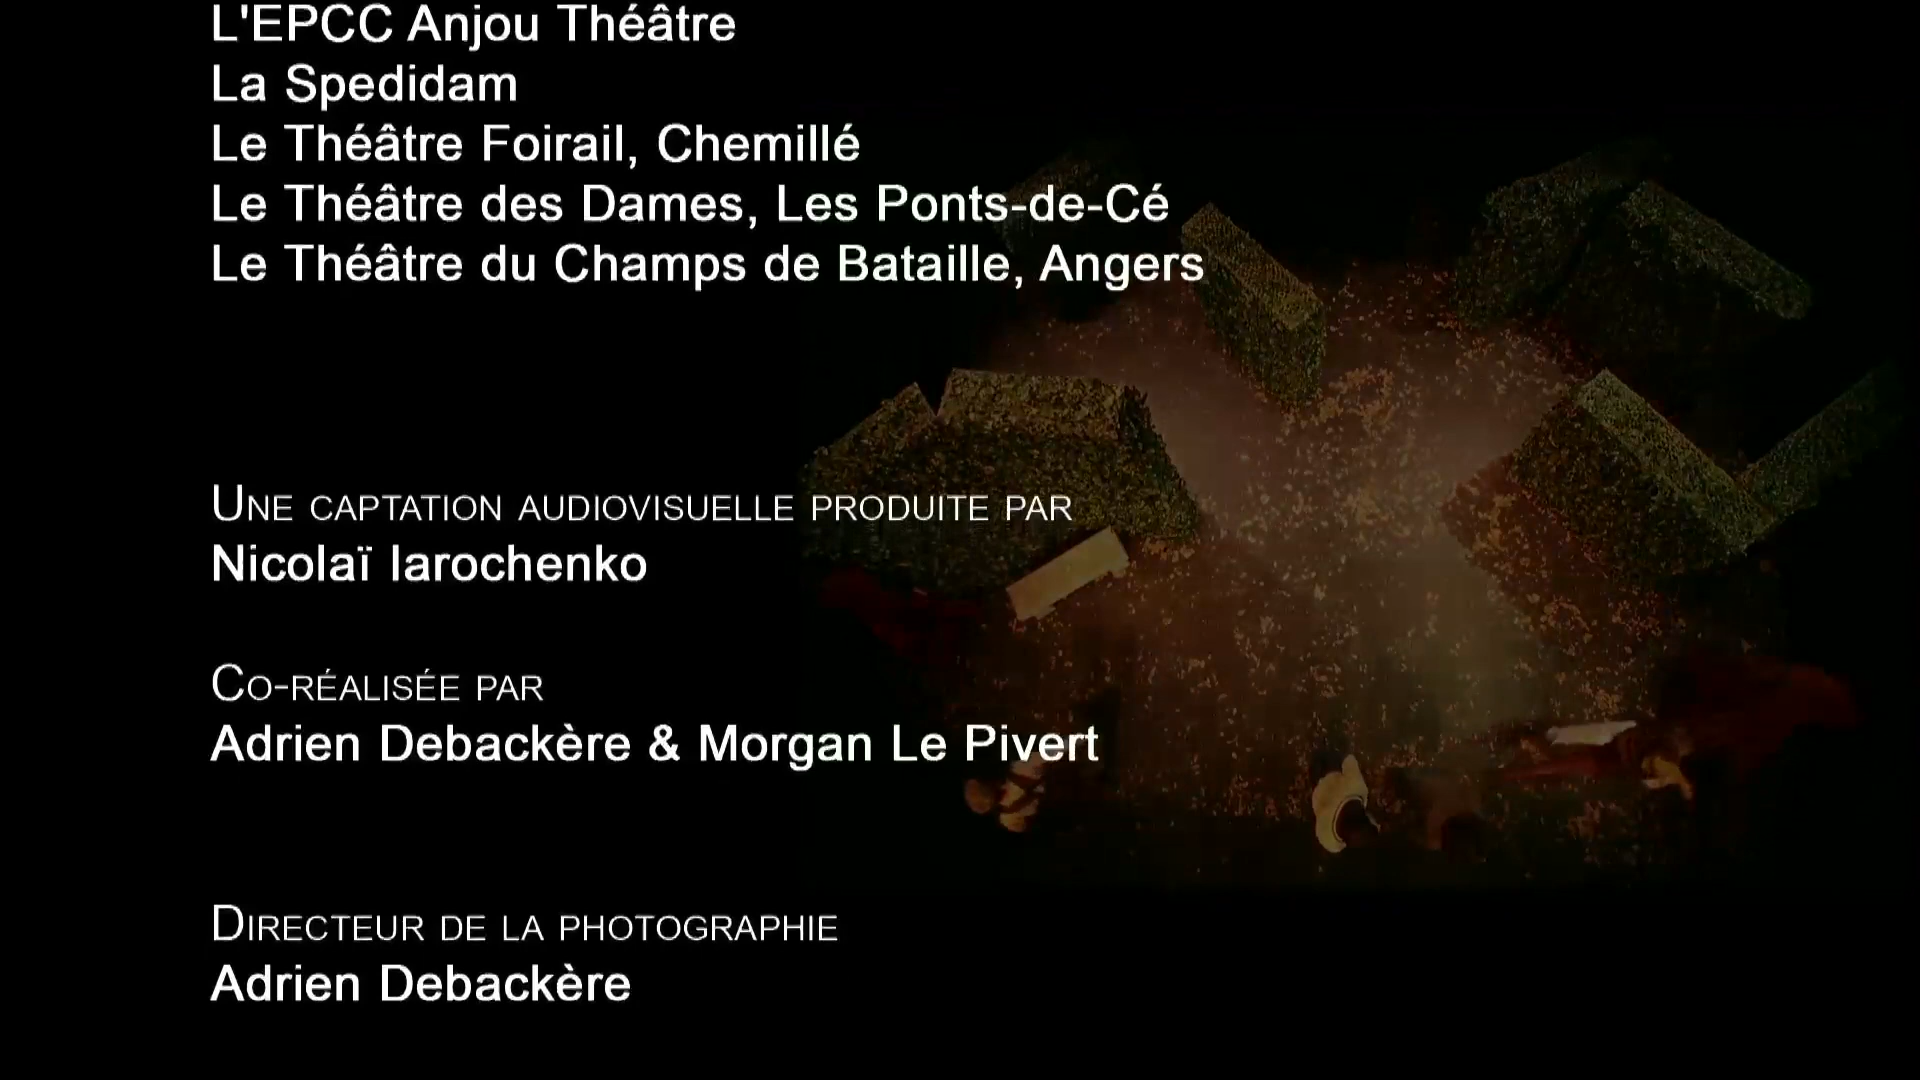 L'EPCC Anjou Théâtre
La Spedidam
Le Théâtre Foirail, Chemillé
Le Théâtre des Dames, Les Ponts-de-Cé
Le Théâtre du Champs de Bataille, Angers
Une captation audiovisuelle produite par
Nicolaï Iarochenko
Co-réalisée par
Adrien Debackère & Morgan Le Pivert
Directeur de la photographie
Adrien Debackère